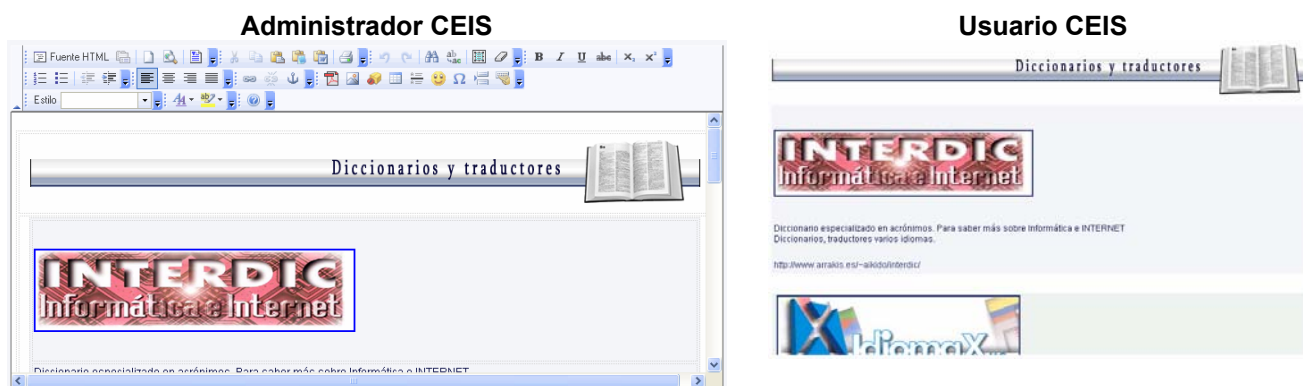 Administrador CEIS
Fuente HTML
Estilo
Diccionarios y traductores
INTERDIC
Informática e Internet
Diccionario especializado en acrónimos. Para saber más sobre Informática e INTERNET
Usuario CEIS
Diccionarios y traductores
INTERDIC
Informática e Internet
Diccionario especializado en acrónimos. Para saber más sobre Informática e INTERNET
Diccionarios, traductores varios idiomas.
http://www.arrakis.es/~aikido/interdic/
IdiomaX